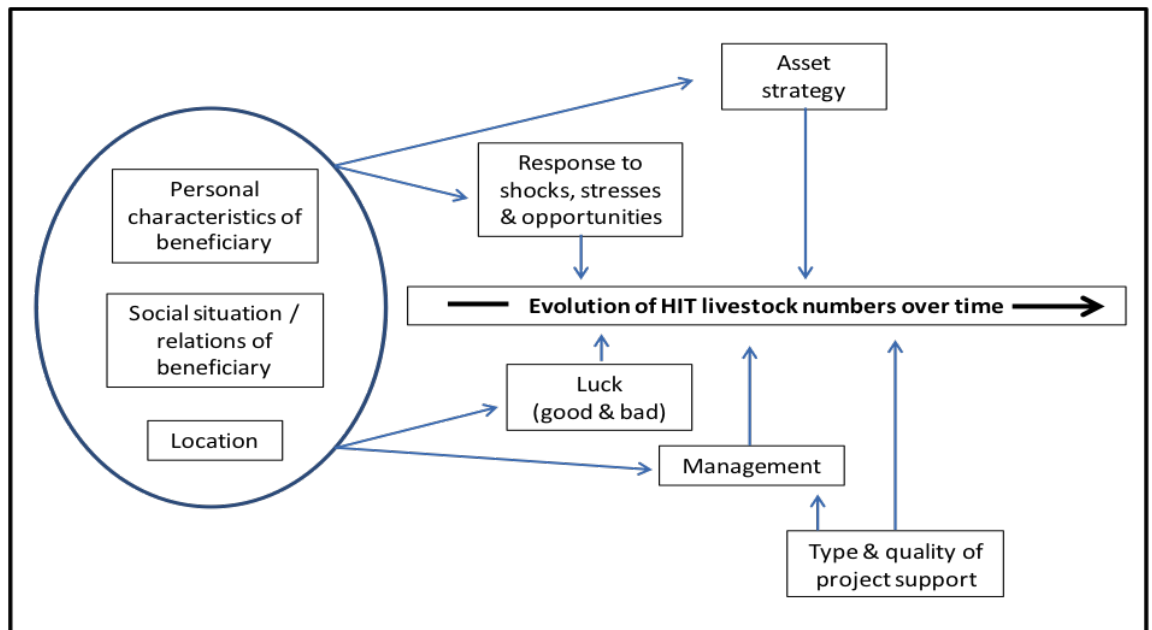 Asset
strategy
Response to
shocks, stresses
& opportunities
Personal
characteristics of
beneficiary
Evolution of HIT livestock numbers over time
Social situation /
relations of
beneficiary
Luck
(good & bad)
Location
Management
Type & quality of
project support